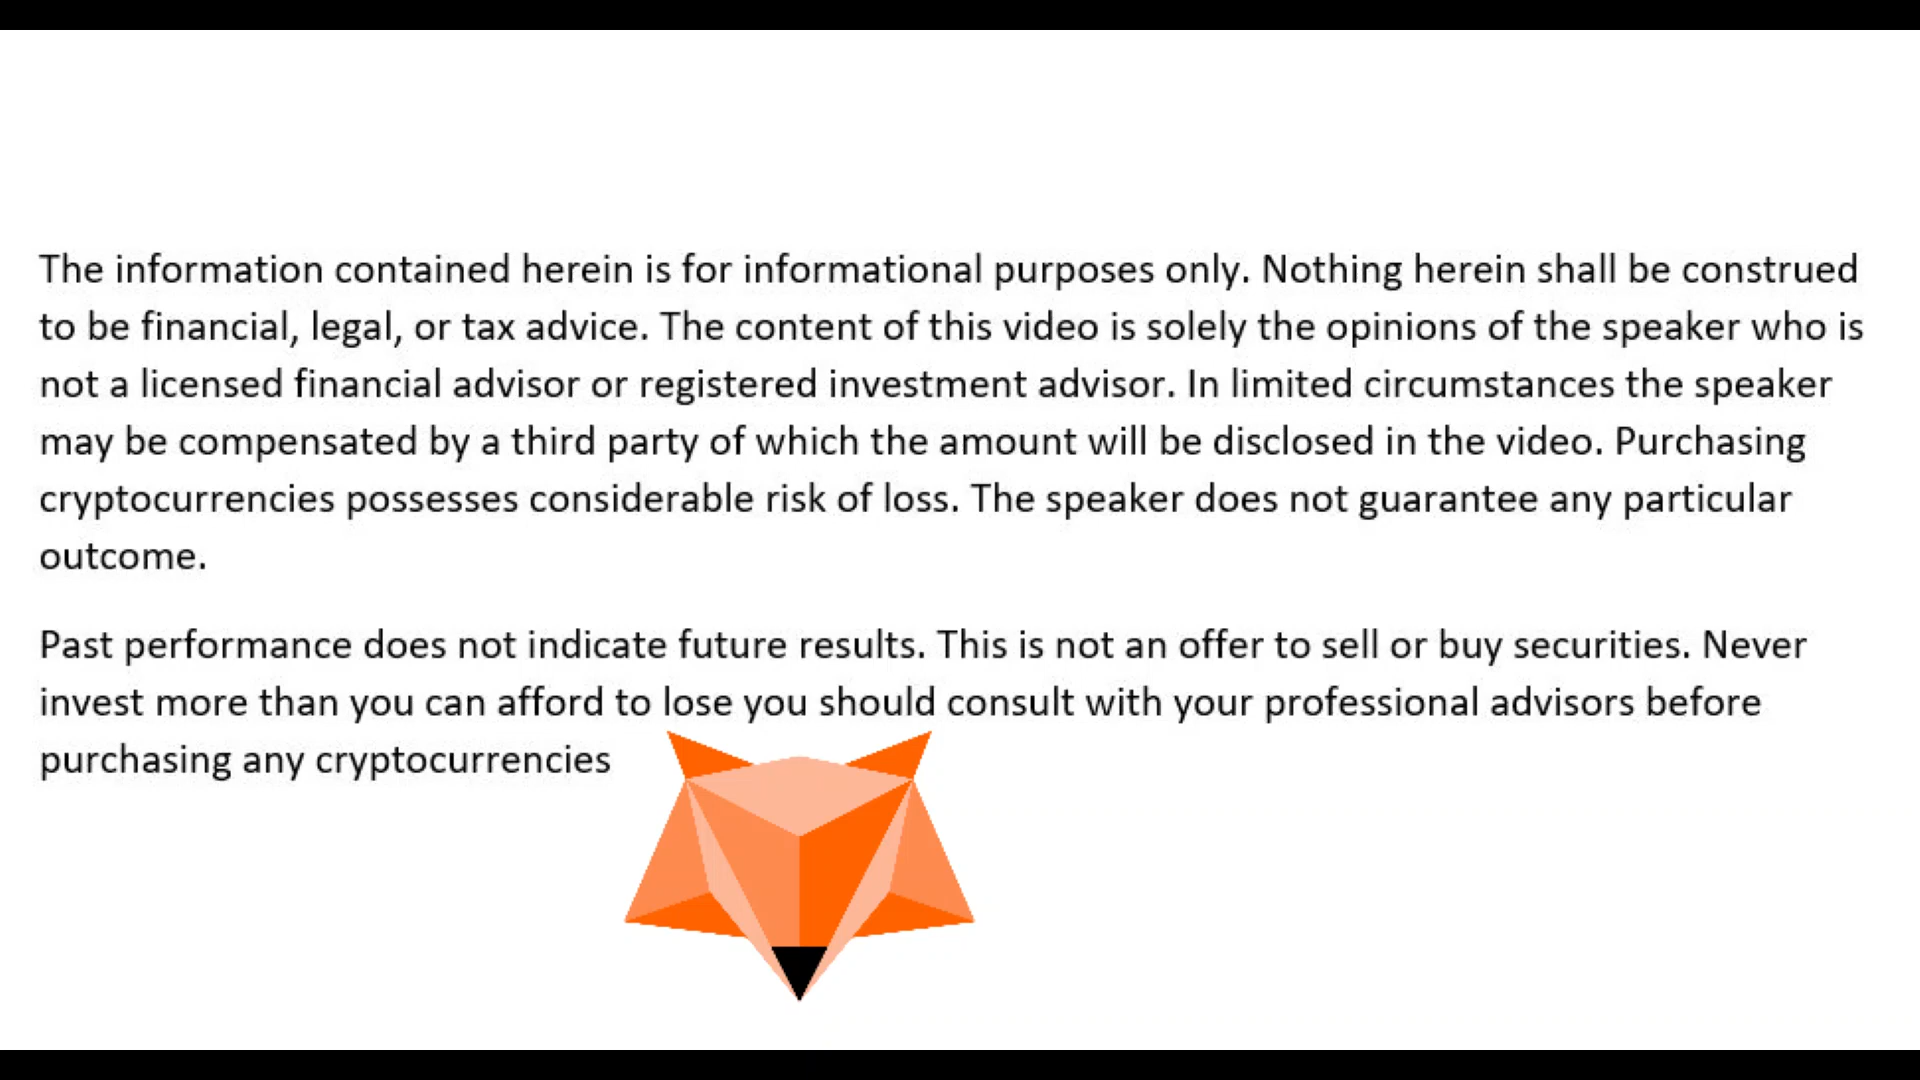 The information contained herein is for informational purposes only. Nothing herein shall be construed
to be financial, legal, or tax advice. The content of this video is solely the opinions of the speaker who is
not a licensed financial advisor or registered investment advisor. In limited circumstances the speaker
may be compensated by a third party of which the amount will be disclosed in the video. Purchasing
cryptocurrencies possesses considerable risk of loss. The speaker does not guarantee any particular
outcome.
Past performance does not indicate future results. This is not an offer to sell or buy securities. Never
invest more than you can afford to lose you should consult with your professional advisors before
purchasing any cryptocurrencies